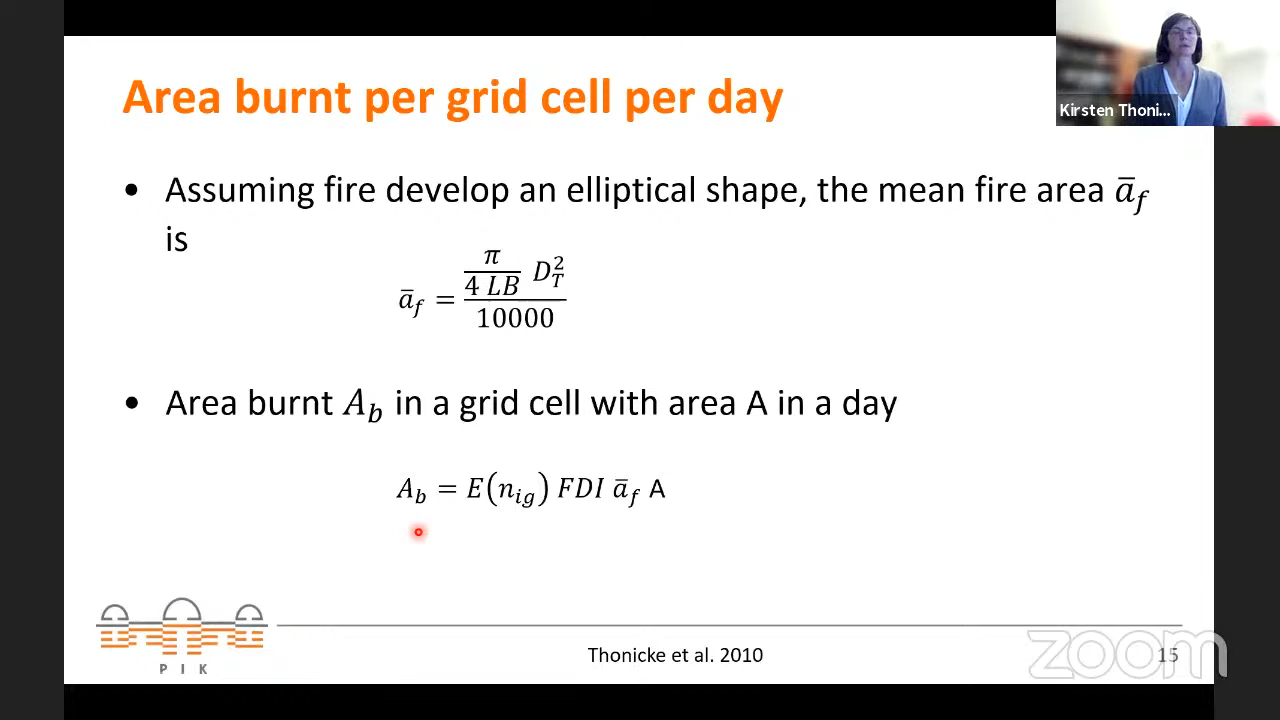 Area burnt per grid cell per day
Kirsten Thoni...
• Assuming fire develop an elliptical shape, the mean fire area ā_f
is
ā_f = (π / (4 LB) D_T^2) / 10000
• Area burnt A_b in a grid cell with area A in a day
A_b = E(n_ig) FDI ā_f A
PIK
Thonicke et al. 2010
15
zoom